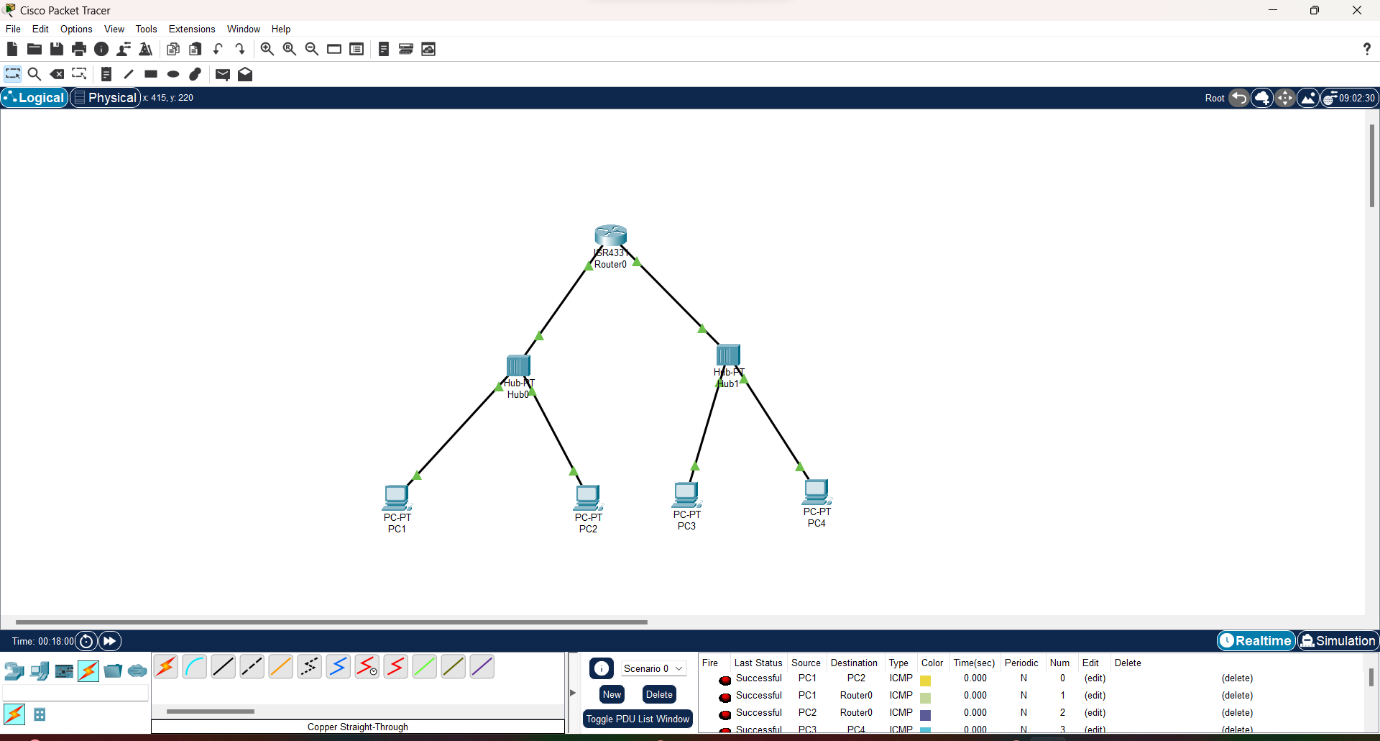 Cisco Packet Tracer
File Edit Options View Tools Extensions Window Help
?
Logical Physical x: 415, y: 220 Root 09:02:30
ISR4331
Router0
Hub-PT
Hub0
Hub-PT
Hub1
PC-PT
PC1
PC-PT
PC2
PC-PT
PC3
PC-PT
PC4
Time: 00:18:00 Realtime Simulation
Scenario 0
New Delete
Toggle PDU List Window
Copper Straight-Through
Fire Last Status Source Destination Type Color Time(sec) Periodic Num Edit Delete
Successful PC1 PC2 ICMP 0.000 N 0 (edit) (delete)
Successful PC1 Router0 ICMP 0.000 N 1 (edit) (delete)
Successful PC2 Router0 ICMP 0.000 N 2 (edit) (delete)
Successful PC3 PC4 ICMP 0.000 N 3 (edit) (delete)